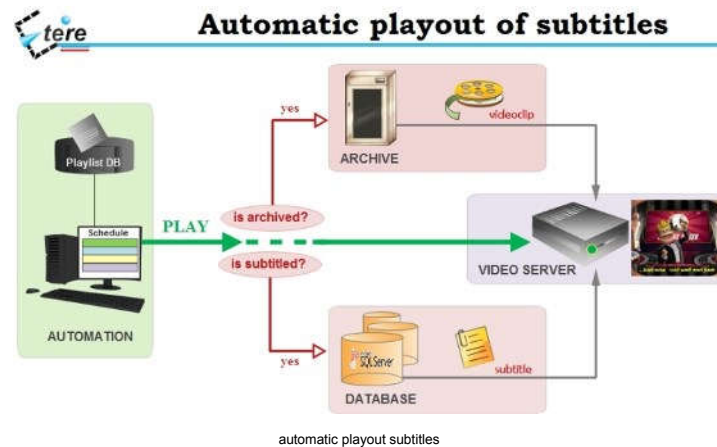 etere
Automatic playout of subtitles
yes
videoclip
ARCHIVE
Playlist DB
is archived?
PLAY
Schedule
is subtitled?
VIDEO SERVER
AUTOMATION
yes
SQL Server
subtitle
DATABASE
automatic playout subtitles